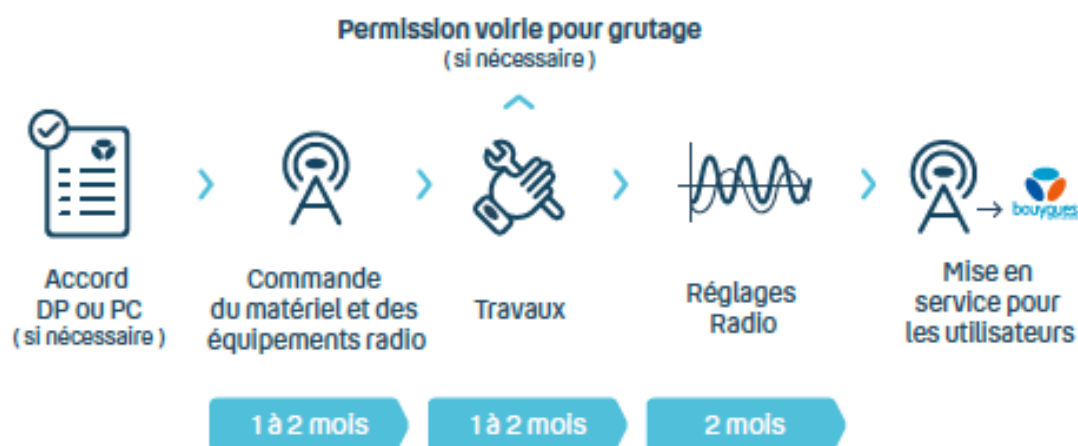 Permission voirie pour grutage
( si nécessaire )
Accord
DP ou PC
( si nécessaire )
Commande
du matériel et des
équipements radio
Travaux
Réglages
Radio
bouygues
Mise en
service pour
les utilisateurs
1 à 2 mois
1 à 2 mois
2 mois